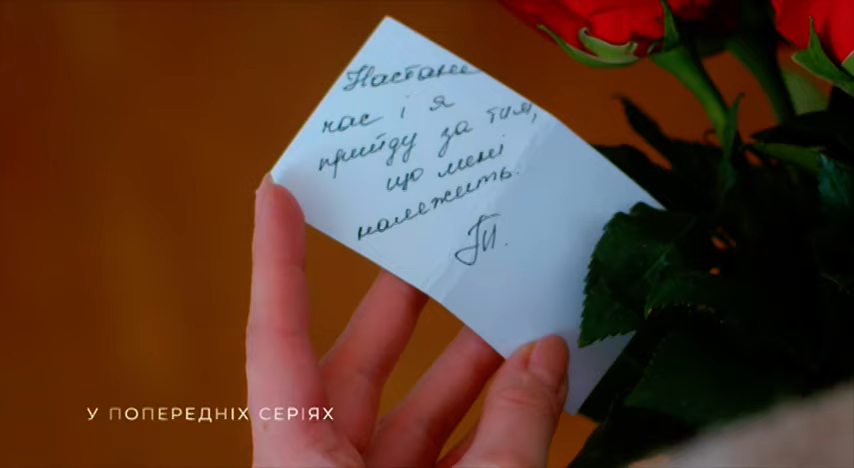 Настане
час і я
прийду за тим,
що мені
належить.
П.
У ПОПЕРЕДНІХ СЕРІЯХ